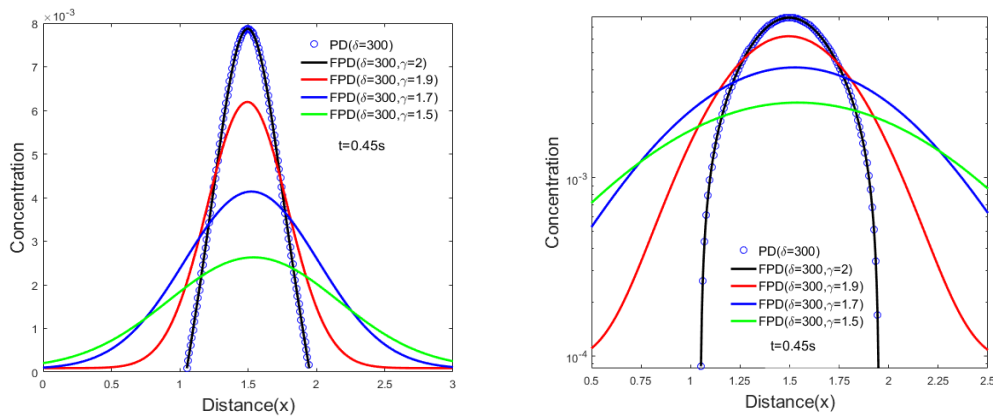 ×10⁻³
8
7
6
5
4
3
2
1
0
Concentration
PD(δ=300)
FPD(δ=300,γ=2)
FPD(δ=300,γ=1.9)
FPD(δ=300,γ=1.7)
FPD(δ=300,γ=1.5)
t=0.45s
0 0.5 1 1.5 2 2.5 3
Distance(x)
Concentration
10⁻³
10⁻⁴
PD(δ=300)
FPD(δ=300,γ=2)
FPD(δ=300,γ=1.9)
FPD(δ=300,γ=1.7)
FPD(δ=300,γ=1.5)
t=0.45s
0.5 0.75 1 1.25 1.5 1.75 2 2.25 2.5
Distance(x)